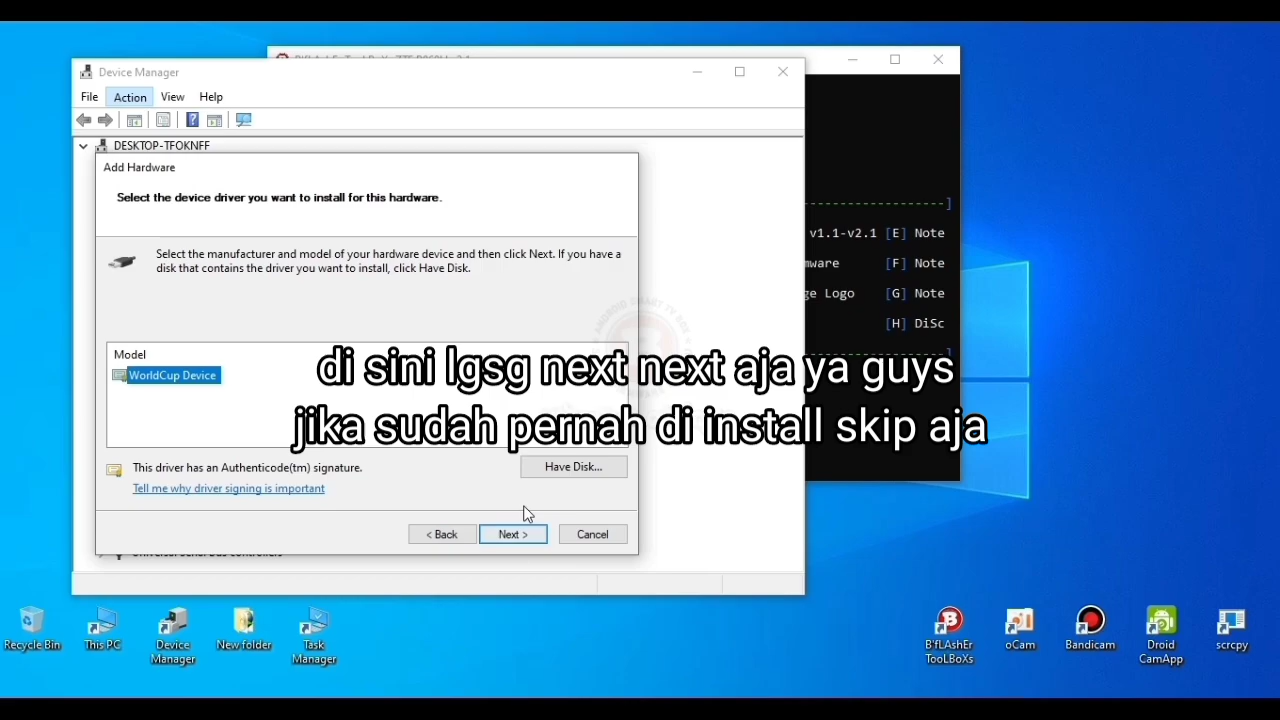 Device Manager
File Action View Help
DESKTOP-TFOKNFF
Add Hardware
Select the device driver you want to install for this hardware.
Select the manufacturer and model of your hardware device and then click Next. If you have a
disk that contains the driver you want to install, click Have Disk.
Model
WorldCup Device
di sini lgsg next next aja ya guys
jika sudah pernah di install skip aja
This driver has an Authenticode(tm) signature.
Have Disk...
Tell me why driver signing is important
< Back Next > Cancel
v1.1-v2.1 [E] Note
ware [F] Note
ge Logo [G] Note
[H] DiSc
Recycle Bin
This PC
Device
Manager
New folder
Task
Manager
B'fLAshEr
TooLBoXs
oCam
Bandicam
Droid
CamApp
scrcpy